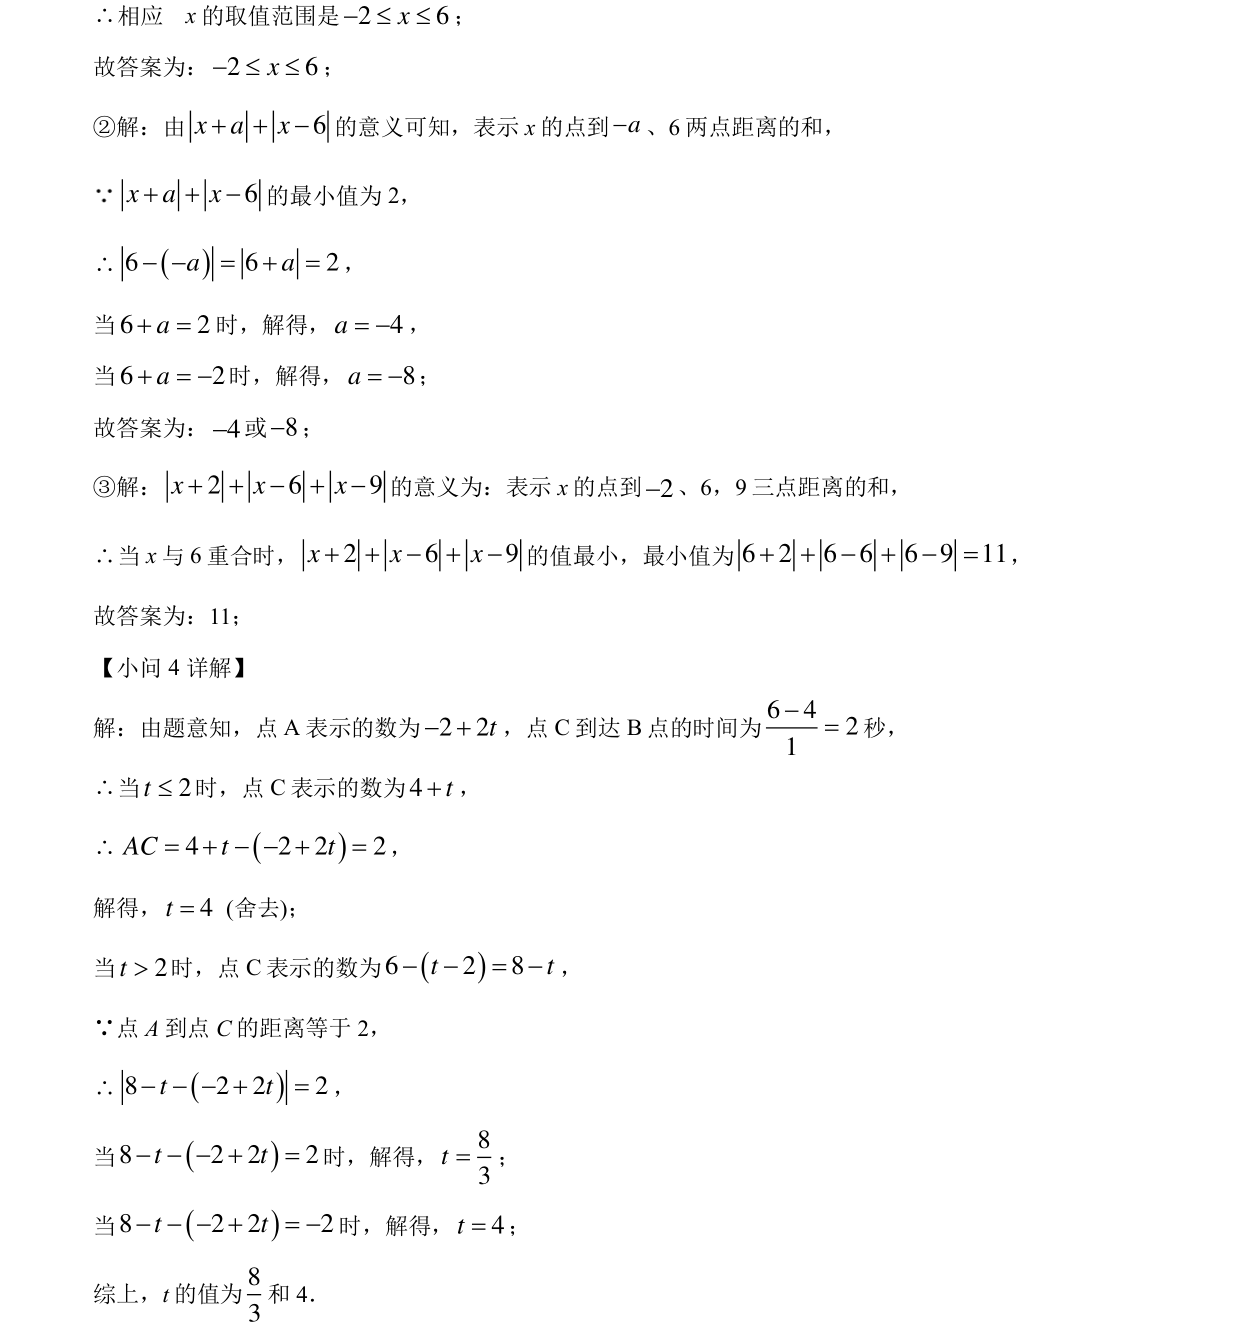 ∴相应 x 的取值范围是 −2 ≤ x ≤ 6；
故答案为：−2 ≤ x ≤ 6；
②解：由|x+a|+|x−6|的意义可知，表示 x 的点到−a、6 两点距离的和，
∵|x+a|+|x−6|的最小值为 2，
∴|6−(−a)|=|6+a|=2，
当6+a=2时，解得，a=−4，
当6+a=−2时，解得，a=−8；
故答案为：−4或−8；
③解：|x+2|+|x−6|+|x−9|的意义为：表示 x 的点到−2、6，9 三点距离的和，
∴当 x 与 6 重合时，|x+2|+|x−6|+|x−9|的值最小，最小值为|6+2|+|6−6|+|6−9|=11，
故答案为：11；
【小问 4 详解】
解：由题意知，点 A 表示的数为−2+2t，点 C 到达 B 点的时间为(6−4)/1=2秒，
∴当t≤2时，点 C 表示的数为4+t，
∴AC=4+t−(−2+2t)=2，
解得，t=4 (舍去)；
当t>2时，点 C 表示的数为6−(t−2)=8−t，
∵点 A 到点 C 的距离等于 2，
∴|8−t−(−2+2t)|=2，
当8−t−(−2+2t)=2时，解得，t=8/3；
当8−t−(−2+2t)=−2时，解得，t=4；
综上，t 的值为8/3和 4．